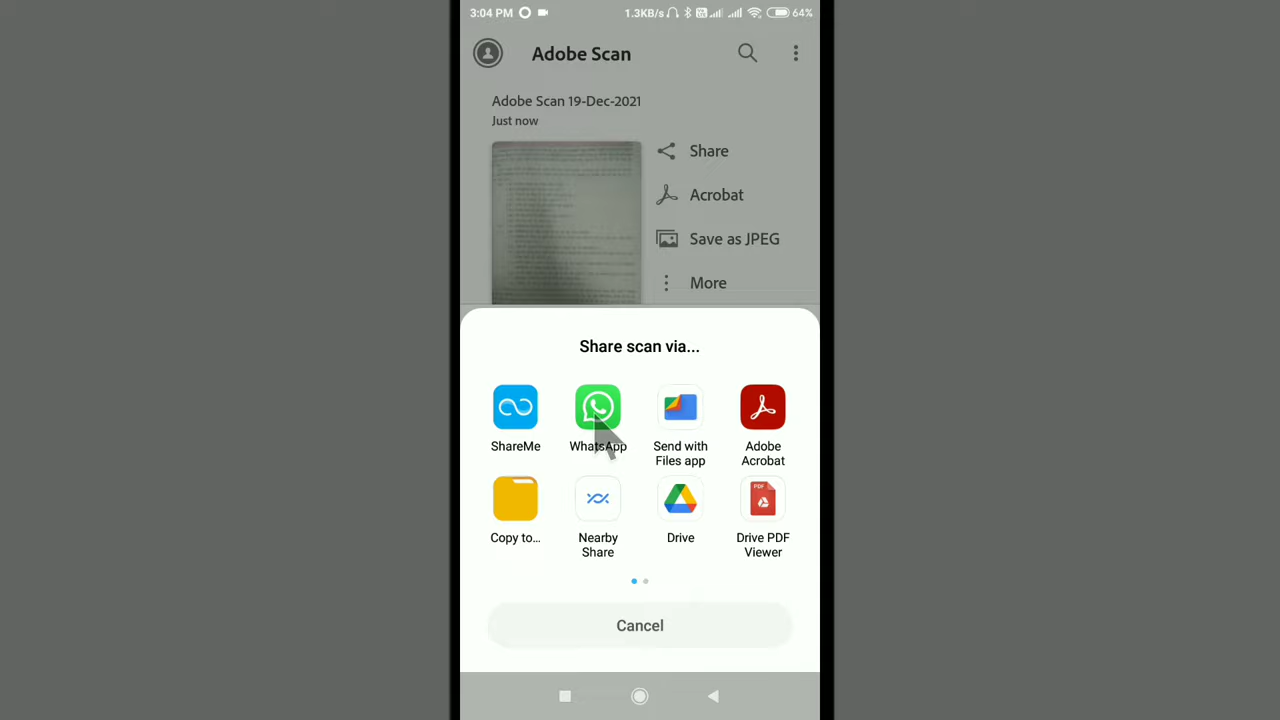 3:04 PM 1.3KB/s 64%
Adobe Scan
Adobe Scan 19-Dec-2021
Just now
Share
Acrobat
Save as JPEG
More
Share scan via...
ShareMe WhatsApp Send with Files app Adobe Acrobat
Copy to... Nearby Share Drive PDF Drive PDF Viewer
Cancel